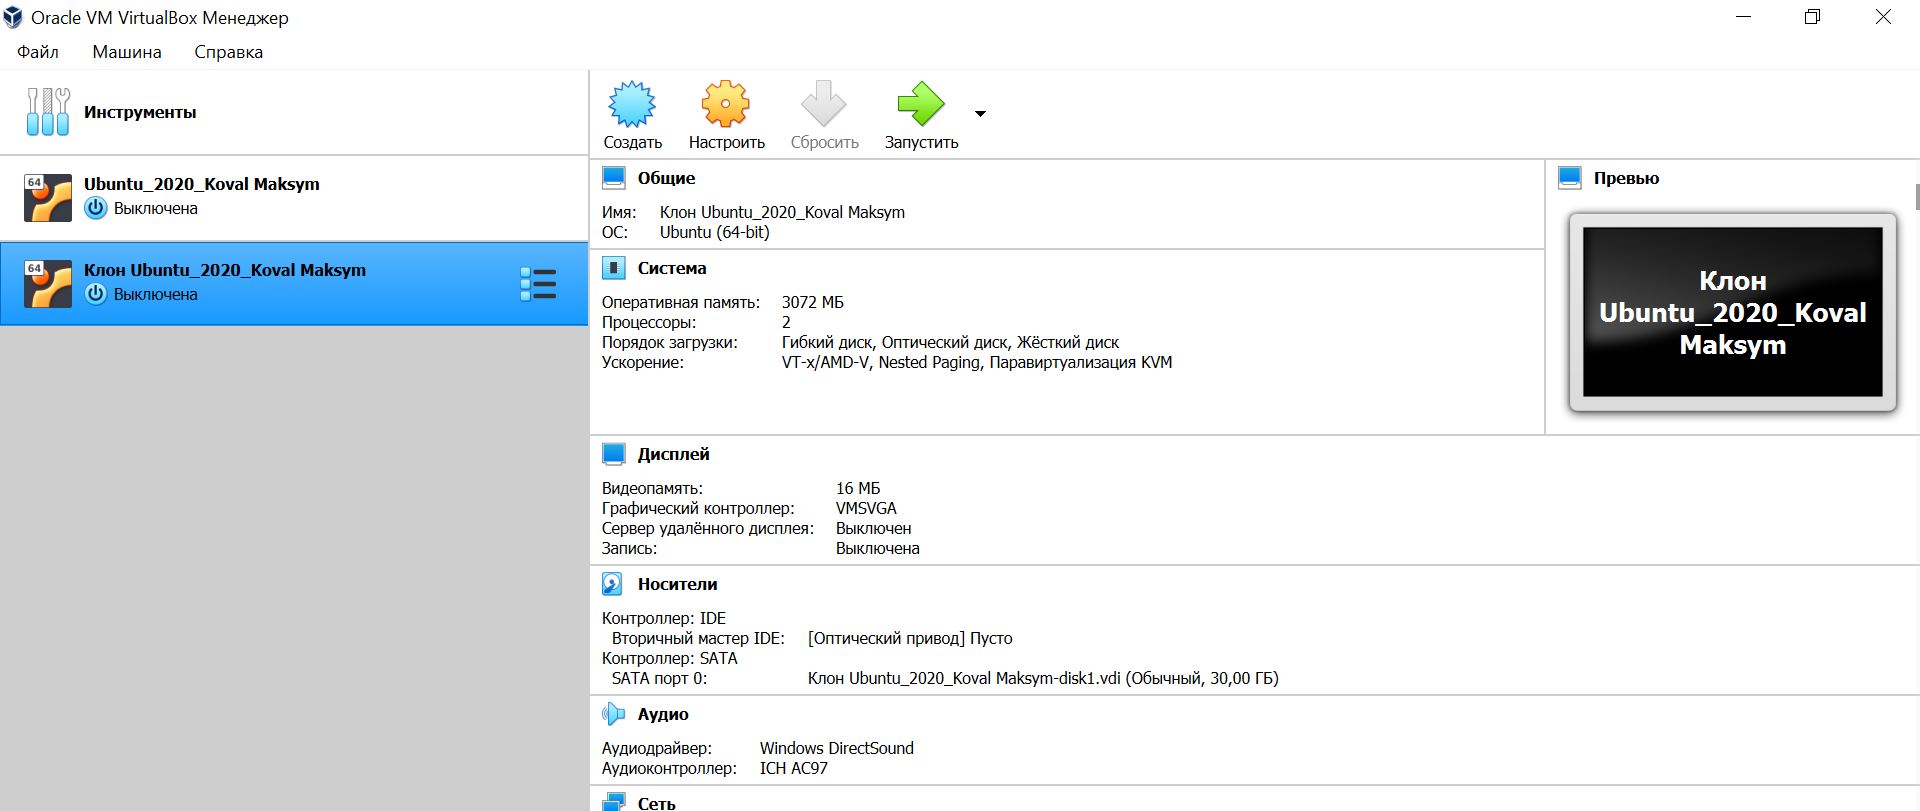 Oracle VM VirtualBox Менеджер
Файл Машина Справка
Инструменты
64
Ubuntu_2020_Koval Maksym
Выключена
64
Клон Ubuntu_2020_Koval Maksym
Выключена
Создать Настроить Сбросить Запустить
Общие
Имя: Клон Ubuntu_2020_Koval Maksym
ОС: Ubuntu (64-bit)
Система
Оперативная память: 3072 МБ
Процессоры: 2
Порядок загрузки: Гибкий диск, Оптический диск, Жёсткий диск
Ускорение: VT-x/AMD-V, Nested Paging, Паравиртуализация KVM
Превью
Клон
Ubuntu_2020_Koval
Maksym
Дисплей
Видеопамять: 16 МБ
Графический контроллер: VMSVGA
Сервер удалённого дисплея: Выключен
Запись: Выключена
Носители
Контроллер: IDE
Вторичный мастер IDE: [Оптический привод] Пусто
Контроллер: SATA
SATA порт 0: Клон Ubuntu_2020_Koval Maksym-disk1.vdi (Обычный, 30,00 ГБ)
Аудио
Аудиодрайвер: Windows DirectSound
Аудиоконтроллер: ICH AC97
Сеть